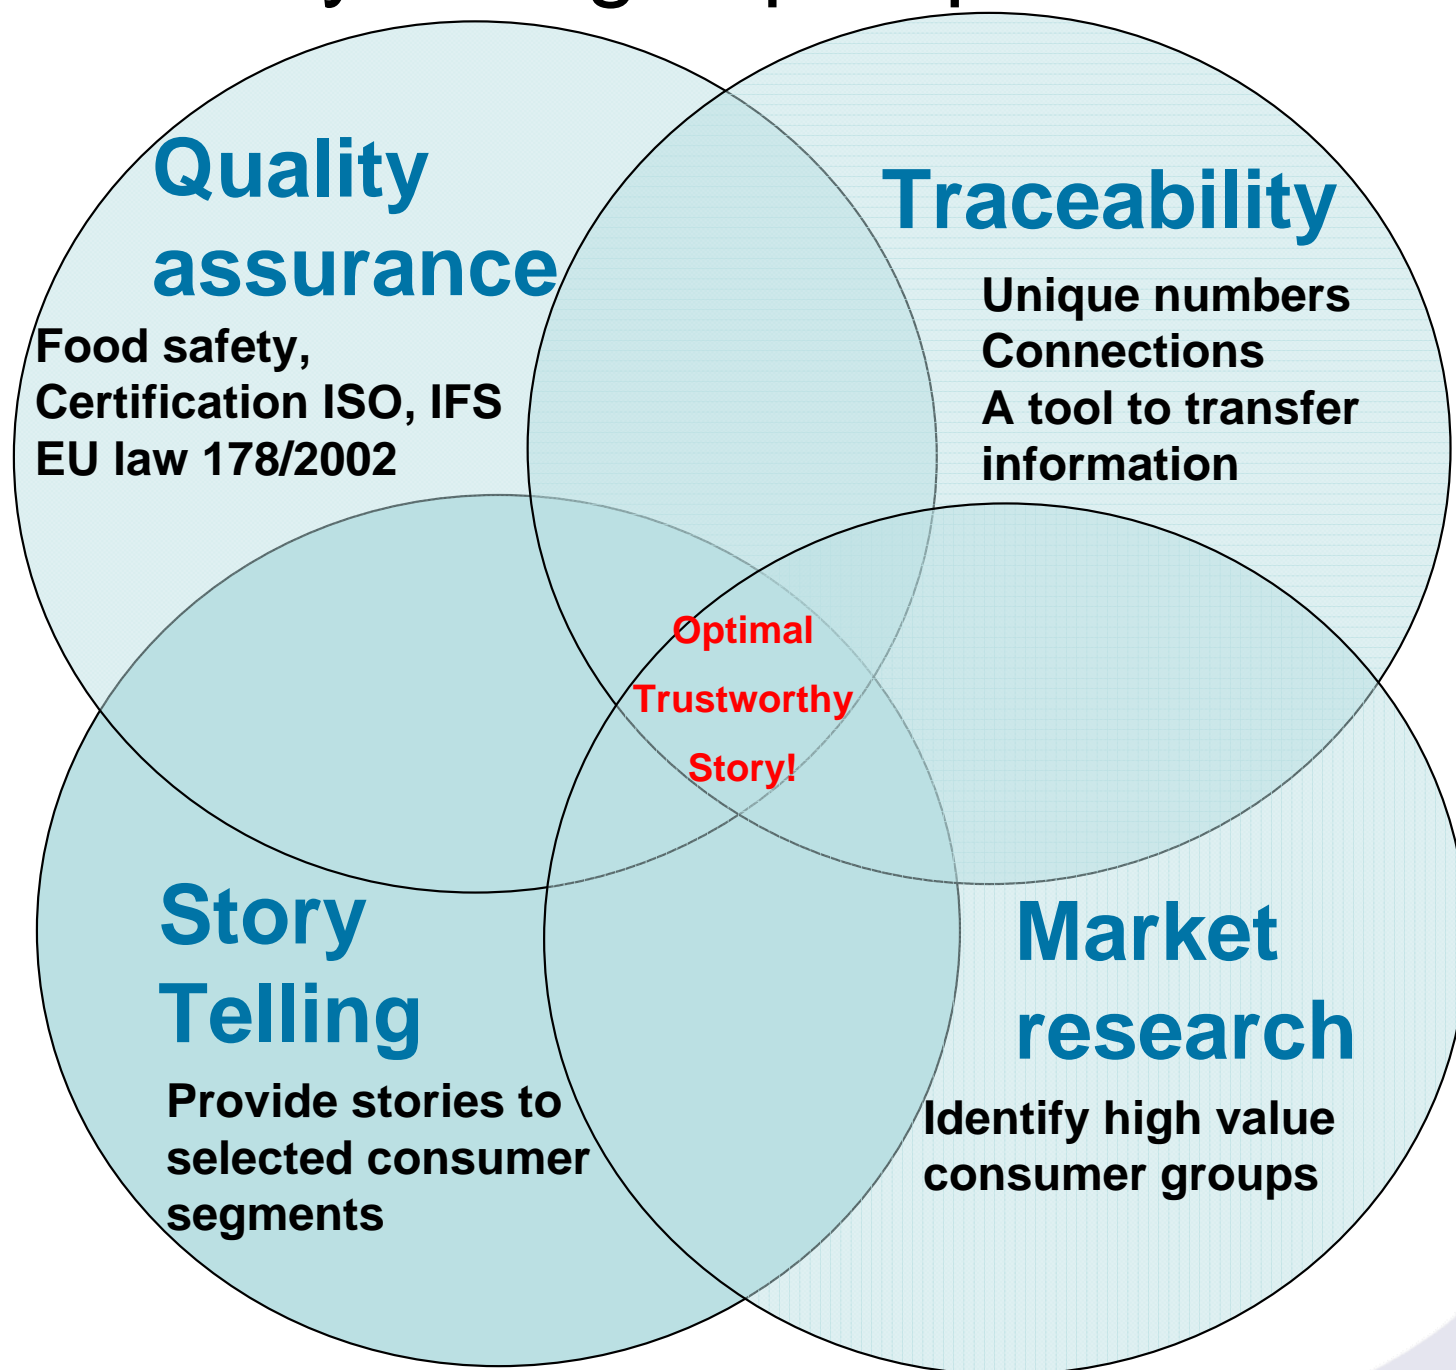 Quality
assurance
Food safety,
Certification ISO, IFS
EU law 178/2002
Traceability
Unique numbers
Connections
A tool to transfer
information
Optimal
Trustworthy
Story!
Story
Telling
Provide stories to
selected consumer
segments
Market
research
Identify high value
consumer groups